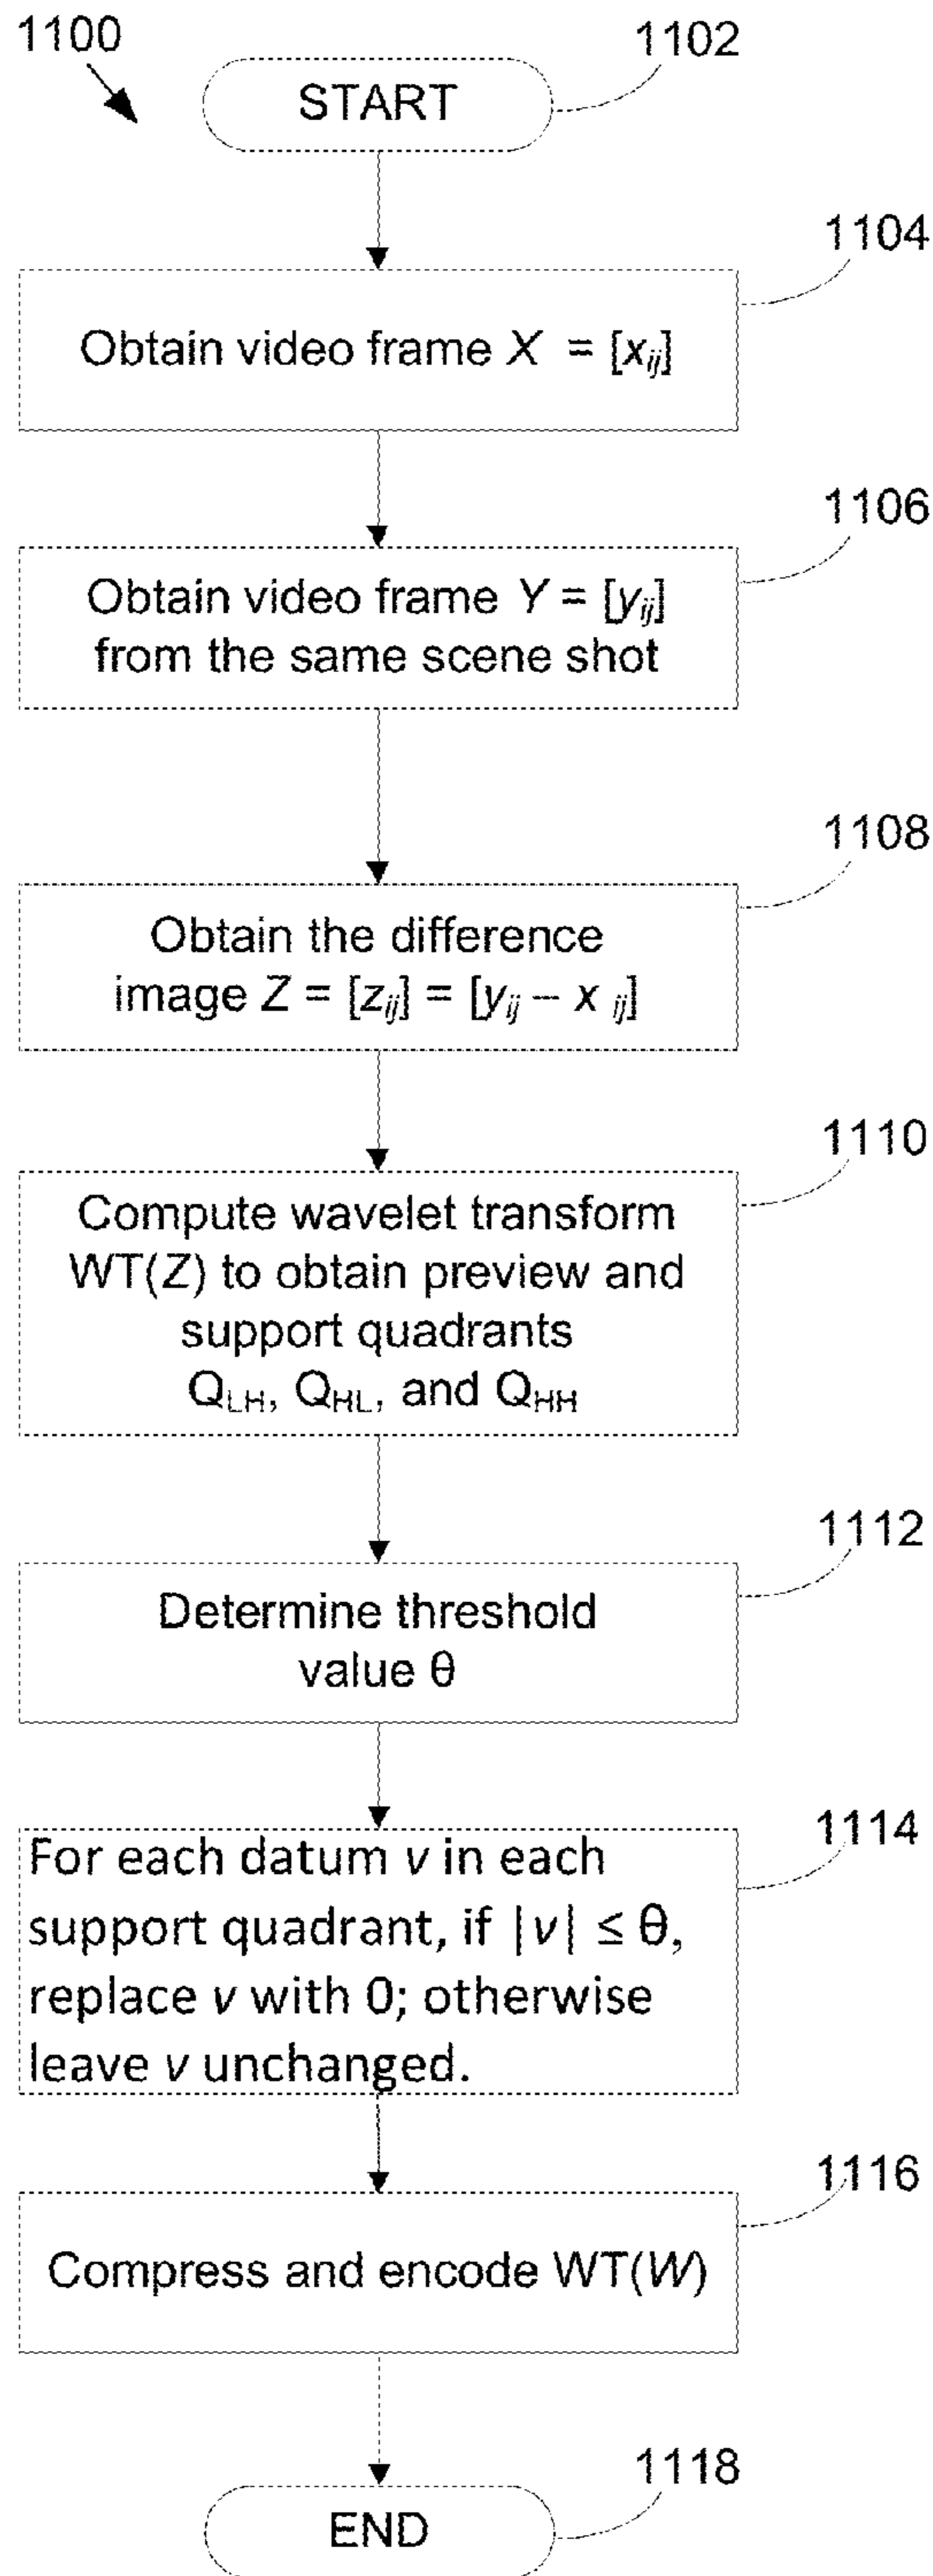 1100
1102
START
1104
Obtain video frame X = [xij]
1106
Obtain video frame Y = [yij]
from the same scene shot
1108
Obtain the difference
image Z = [zij] = [yij – x ij]
1110
Compute wavelet transform
WT(Z) to obtain preview and
support quadrants
QLH, QHL, and QHH
1112
Determine threshold
value θ
1114
For each datum v in each
support quadrant, if |v| ≤ θ,
replace v with 0; otherwise
leave v unchanged.
1116
Compress and encode WT(W)
1118
END